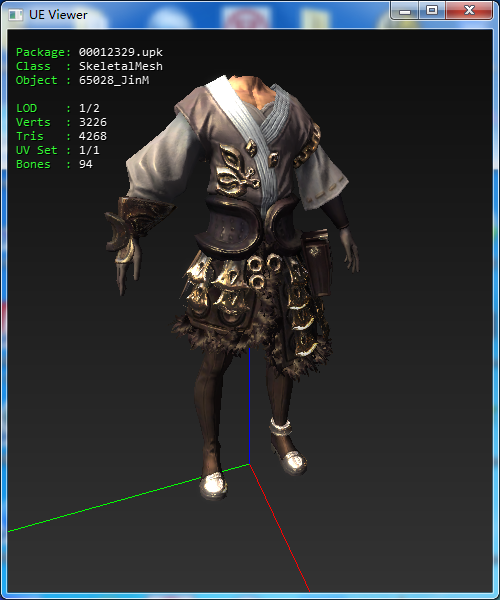 UE Viewer
Package: 00012329.upk
Class : SkeletalMesh
Object : 65028_JinM
LOD : 1/2
Verts : 3226
Tris : 4268
UV Set : 1/1
Bones : 94